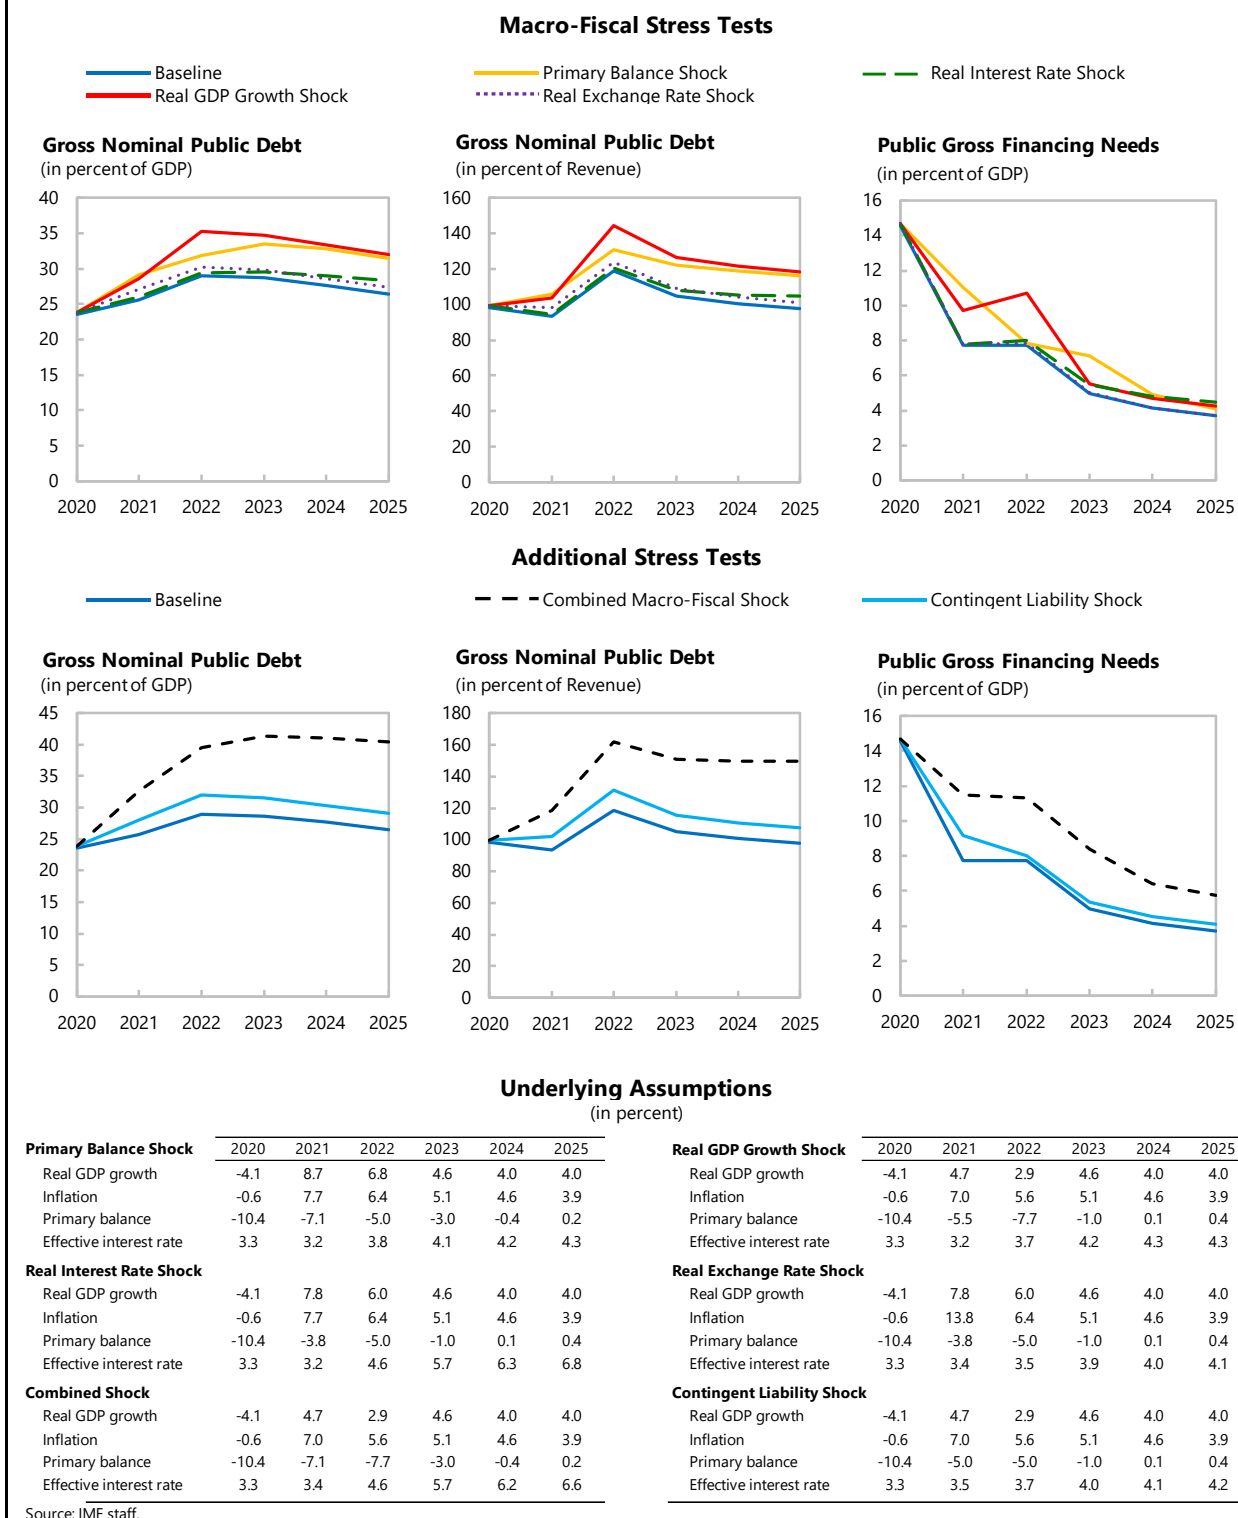 Macro-Fiscal Stress Tests
Baseline
Primary Balance Shock
Real Interest Rate Shock
Real GDP Growth Shock
Real Exchange Rate Shock
Gross Nominal Public Debt
(in percent of GDP)
40
35
30
25
20
15
10
5
0
2020 2021 2022 2023 2024 2025
Gross Nominal Public Debt
(in percent of Revenue)
160
140
120
100
80
60
40
20
0
2020 2021 2022 2023 2024 2025
Public Gross Financing Needs
(in percent of GDP)
16
14
12
10
8
6
4
2
0
2020 2021 2022 2023 2024 2025
Additional Stress Tests
Baseline
Combined Macro-Fiscal Shock
Contingent Liability Shock
Gross Nominal Public Debt
(in percent of GDP)
45
40
35
30
25
20
15
10
5
0
2020 2021 2022 2023 2024 2025
Gross Nominal Public Debt
(in percent of Revenue)
180
160
140
120
100
80
60
40
20
0
2020 2021 2022 2023 2024 2025
Public Gross Financing Needs
(in percent of GDP)
16
14
12
10
8
6
4
2
0
2020 2021 2022 2023 2024 2025
Underlying Assumptions
(in percent)
Primary Balance Shock 2020 2021 2022 2023 2024 2025
Real GDP growth -4.1 8.7 6.8 4.6 4.0 4.0
Inflation -0.6 7.7 6.4 5.1 4.6 3.9
Primary balance -10.4 -7.1 -5.0 -3.0 -0.4 0.2
Effective interest rate 3.3 3.2 3.8 4.1 4.2 4.3
Real Interest Rate Shock
Real GDP growth -4.1 7.8 6.0 4.6 4.0 4.0
Inflation -0.6 7.7 6.4 5.1 4.6 3.9
Primary balance -10.4 -3.8 -5.0 -1.0 0.1 0.4
Effective interest rate 3.3 3.2 4.6 5.7 6.3 6.8
Combined Shock
Real GDP growth -4.1 4.7 2.9 4.6 4.0 4.0
Inflation -0.6 7.0 5.6 5.1 4.6 3.9
Primary balance -10.4 -7.1 -7.7 -3.0 -0.4 0.2
Effective interest rate 3.3 3.4 4.6 5.7 6.2 6.6
Real GDP Growth Shock 2020 2021 2022 2023 2024 2025
Real GDP growth -4.1 4.7 2.9 4.6 4.0 4.0
Inflation -0.6 7.0 5.6 5.1 4.6 3.9
Primary balance -10.4 -5.5 -7.7 -1.0 0.1 0.4
Effective interest rate 3.3 3.2 3.7 4.2 4.3 4.3
Real Exchange Rate Shock
Real GDP growth -4.1 7.8 6.0 4.6 4.0 4.0
Inflation -0.6 13.8 6.4 5.1 4.6 3.9
Primary balance -10.4 -3.8 -5.0 -1.0 0.1 0.4
Effective interest rate 3.3 3.4 3.5 3.9 4.0 4.1
Contingent Liability Shock
Real GDP growth -4.1 4.7 2.9 4.6 4.0 4.0
Inflation -0.6 7.0 5.6 5.1 4.6 3.9
Primary balance -10.4 -5.0 -5.0 -1.0 0.1 0.4
Effective interest rate 3.3 3.5 3.7 4.0 4.1 4.2
Source: IMF staff.